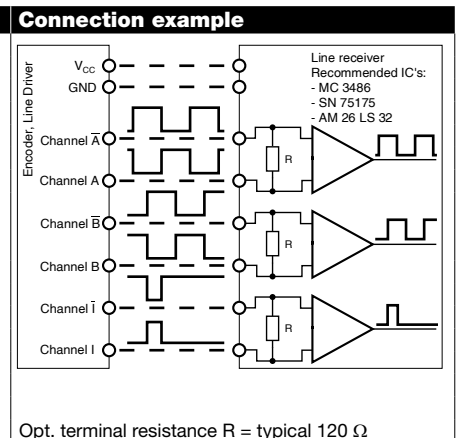 Connection example
Encoder, Line Driver
V_CC
GND
Channel A̅
Channel A
Channel B̅
Channel B
Channel I̅
Channel I
Line receiver
Recommended IC's:
- MC 3486
- SN 75175
- AM 26 LS 32
R
R
R
Opt. terminal resistance R = typical 120 Ω